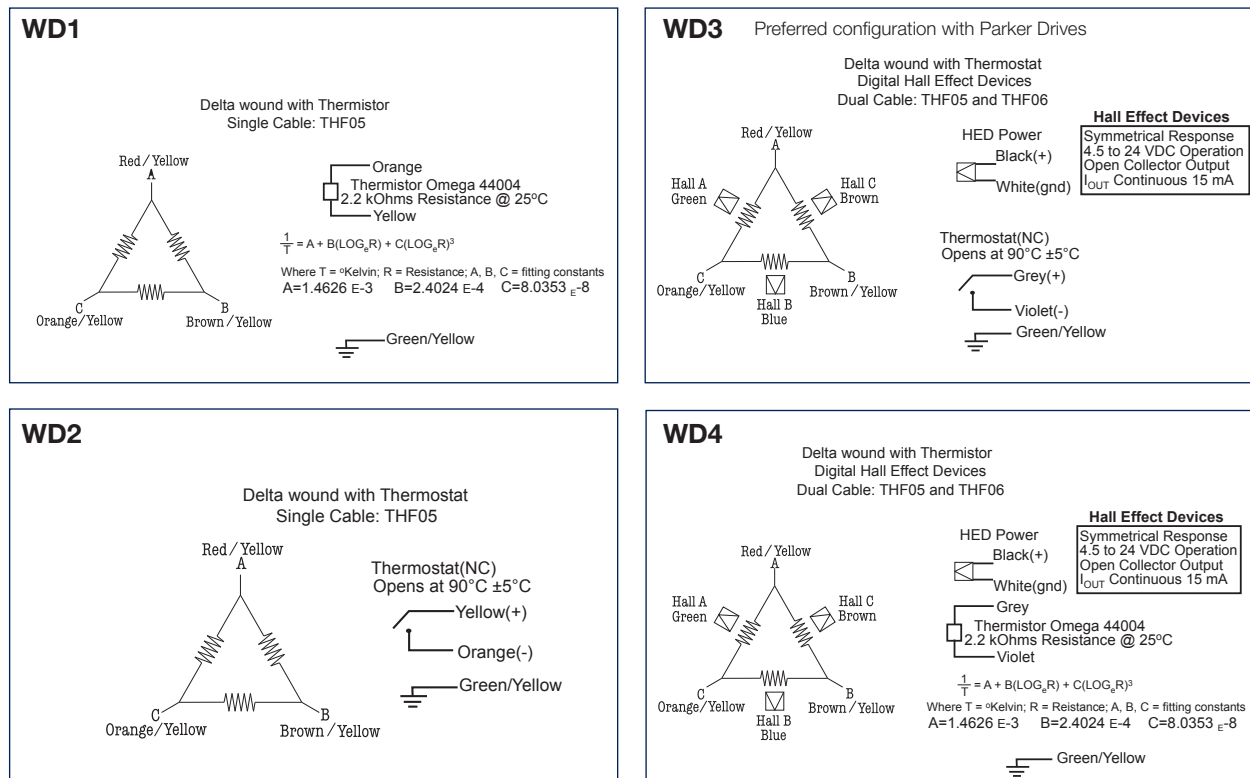 WD1
Delta wound with Thermistor
Single Cable: THF05
Red/Yellow
A
Orange
Thermistor Omega 44004
2.2 kOhms Resistance @ 25ºC
Yellow
1/T = A + B(LOGeR) + C(LOGeR)³
Where T = ºKelvin; R = Resistance; A, B, C = fitting constants
A=1.4626 E-3 B=2.4024 E-4 C=8.0353 E-8
C
Orange/Yellow
B
Brown/Yellow
Green/Yellow
WD3 Preferred configuration with Parker Drives
Delta wound with Thermostat
Digital Hall Effect Devices
Dual Cable: THF05 and THF06
Hall Effect Devices
Symmetrical Response
4.5 to 24 VDC Operation
Open Collector Output
IOUT Continuous 15 mA
HED Power
Black(+)
White(gnd)
Red/Yellow
A
Hall A
Green
Hall C
Brown
Thermostat(NC)
Opens at 90°C ±5°C
Grey(+)
Violet(-)
Green/Yellow
C
Orange/Yellow
Hall B
Blue
B
Brown/Yellow
WD2
Delta wound with Thermostat
Single Cable: THF05
Red/Yellow
A
Thermostat(NC)
Opens at 90°C ±5°C
Yellow(+)
Orange(-)
Green/Yellow
C
Orange/Yellow
B
Brown/Yellow
WD4
Delta wound with Thermistor
Digital Hall Effect Devices
Dual Cable: THF05 and THF06
Hall Effect Devices
Symmetrical Response
4.5 to 24 VDC Operation
Open Collector Output
IOUT Continuous 15 mA
HED Power
Black(+)
White(gnd)
Red/Yellow
A
Hall A
Green
Hall C
Brown
Grey
Thermistor Omega 44004
2.2 kOhms Resistance @ 25ºC
Violet
1/T = A + B(LOGeR) + C(LOGeR)³
Where T = ºKelvin; R = Reistance; A, B, C = fitting constants
A=1.4626 E-3 B=2.4024 E-4 C=8.0353 E-8
C
Orange/Yellow
Hall B
Blue
B
Brown/Yellow
Green/Yellow